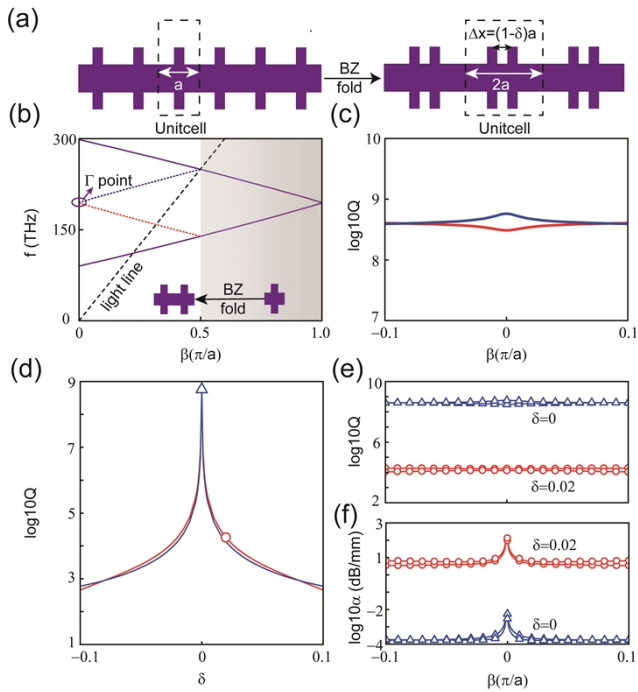 (a)
a
Unitcell
BZ
fold
Δx=(1-δ)a
2a
Unitcell
(b)
300
150
0
f (THz)
Γ point
light line
BZ
fold
0
0.5
1.0
β(π/a)
(c)
10
9
8
7
log10Q
−0.1
0
0.1
β(π/a)
(d)
9
7
5
3
1
log10Q
−0.1
0
0.1
δ
(e)
10
6
2
log10Q
δ=0
δ=0.02
(f)
3
1
−2
−4
log10α (dB/mm)
δ=0.02
δ=0
−0.1
0
0.1
β(π/a)